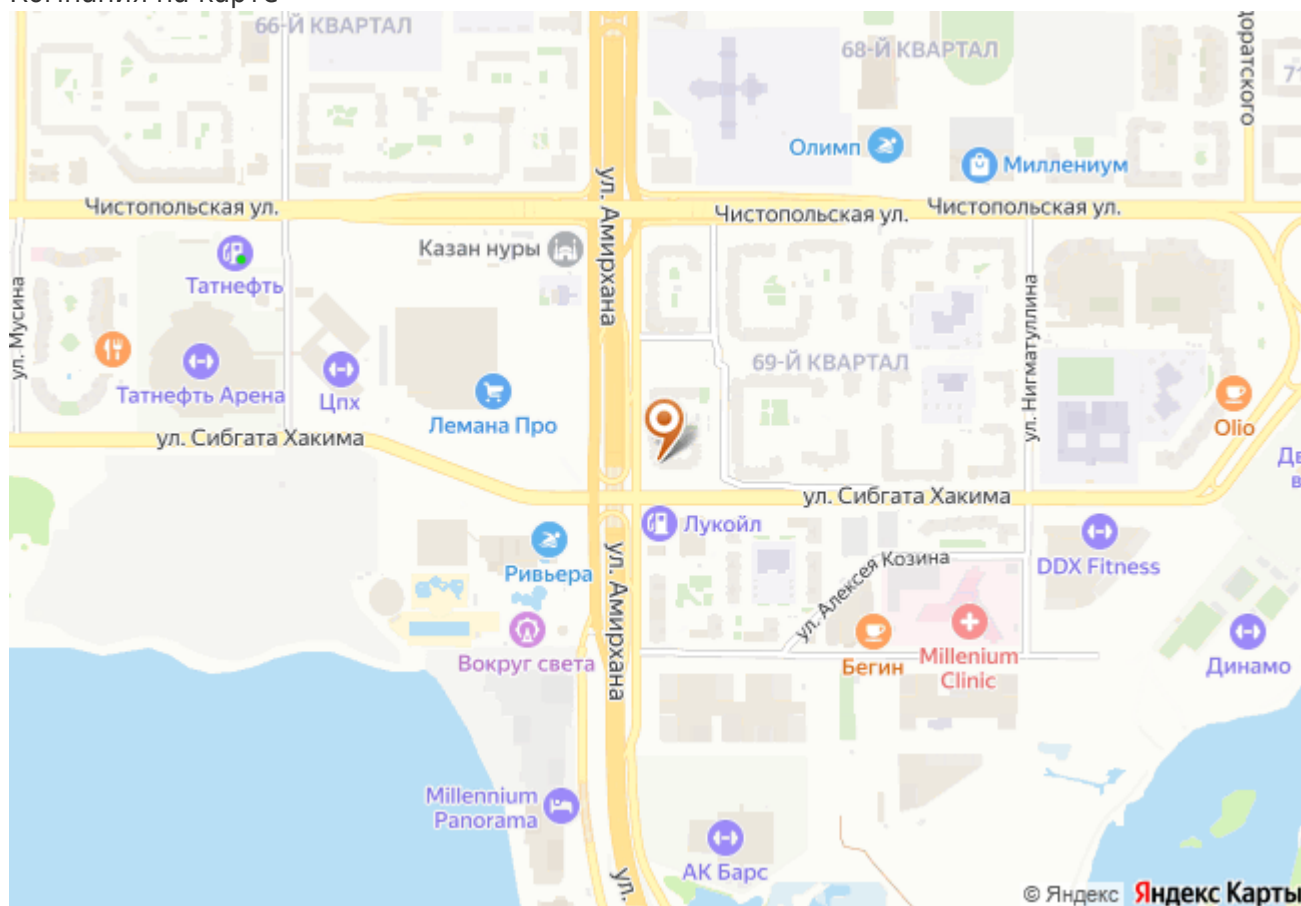 66-Й КВАРТАЛ
68-Й КВАРТАЛ
Олимп
Миллениум
Чистопольская ул.
ул. Амирхана
Чистопольская ул.
Чистопольская ул.
Казан нуры
Татнефть
ул. Мусина
ул. Нигматуллина
69-Й КВАРТАЛ
Татнефть Арена
Цпх
Лемана Про
Olio
ул. Сибгата Хакима
ул. Сибгата Хакима
Лукойл
Ривьера
ул. Амирхана
ул. Алексея Козина
DDX Fitness
Вокруг света
Бегин
Millenium
Clinic
Динамо
Millennium
Panorama
АК Барс
ул.
© Яндекс Яндекс Карты